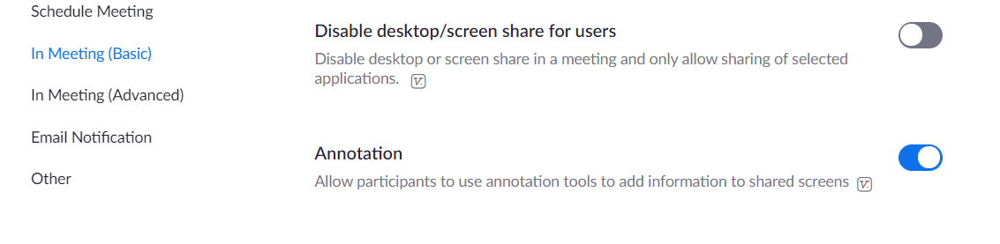 Schedule Meeting
In Meeting (Basic)
In Meeting (Advanced)
Email Notification
Other
Disable desktop/screen share for users
Disable desktop or screen share in a meeting and only allow sharing of selected
applications.
Annotation
Allow participants to use annotation tools to add information to shared screens